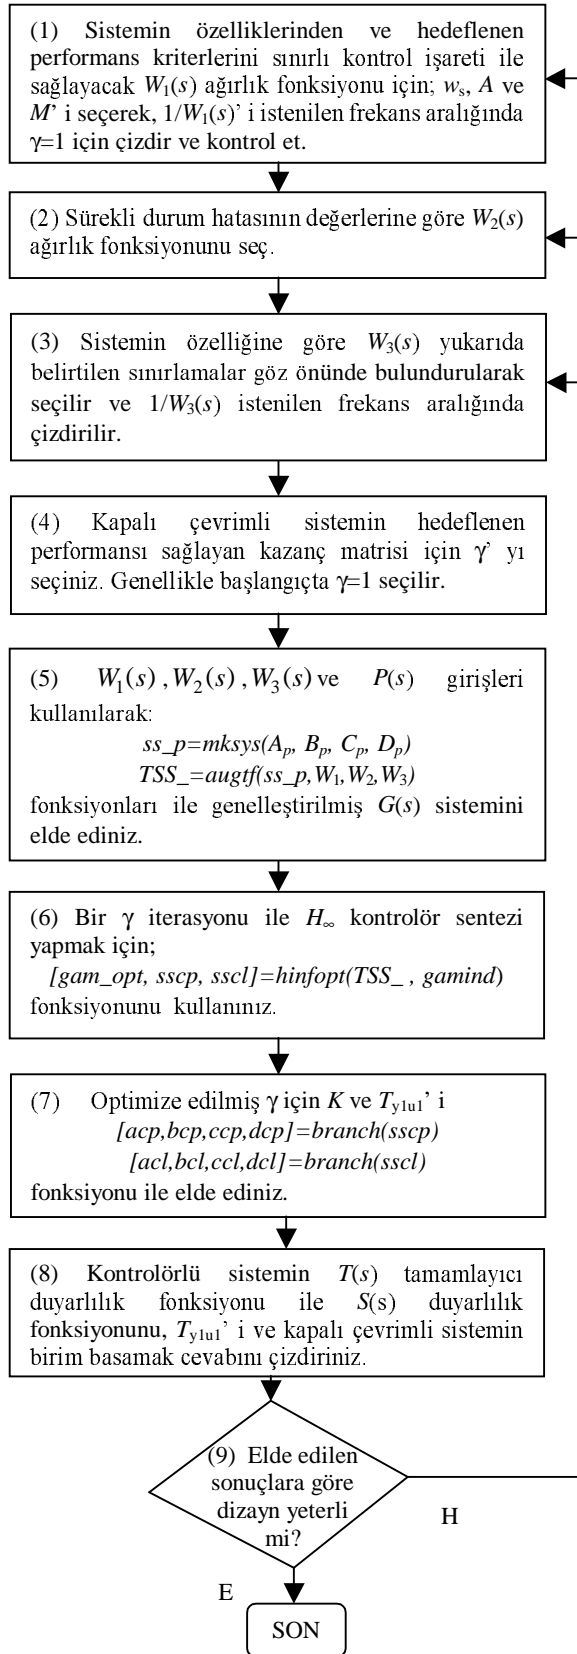 (1) Sistemin özelliklerinden ve hedeflenen
performans kriterlerini sınırlı kontrol işareti ile
sağlayacak W₁(s) ağırlık fonksiyonu için; wₛ, A ve
M' i seçerek, 1/W₁(s)' i istenilen frekans aralığında
γ=1 için çizdir ve kontrol et.
(2) Sürekli durum hatasının değerlerine göre W₂(s)
ağırlık fonksiyonunu seç.
(3) Sistemin özelliğine göre W₃(s) yukarıda
belirtilen sınırlamalar göz önünde bulundurularak
seçilir ve 1/W₃(s) istenilen frekans aralığında
çizdirilir.
(4) Kapalı çevrimli sistemin hedeflenen
performansı sağlayan kazanç matrisi için γ' yı
seçiniz. Genellikle başlangıçta γ=1 seçilir.
(5) W₁(s) , W₂(s) , W₃(s) ve P(s) girişleri
kullanılarak:
ss_p=mksys(Aₚ, Bₚ, Cₚ, Dₚ)
TSS_=augtf(ss_p,W₁,W₂,W₃)
fonksiyonları ile genelleştirilmiş G(s) sistemini
elde ediniz.
(6) Bir γ iterasyonu ile H∞ kontrolör sentezi
yapmak için;
[gam_opt, sscp, sscl]=hinfopt(TSS_ , gamind)
fonksiyonunu kullanınız.
(7) Optimize edilmiş γ için K ve Ty1u1' i
[acp,bcp,ccp,dcp]=branch(sscp)
[acl,bcl,ccl,dcl]=branch(sscl)
fonksiyonu ile elde ediniz.
(8) Kontrolörlü sistemin T(s) tamamlayıcı
duyarlılık fonksiyonu ile S(s) duyarlılık
fonksiyonunu, Ty1u1' i ve kapalı çevrimli sistemin
birim basamak cevabını çizdiriniz.
(9) Elde edilen
sonuçlara göre
dizayn yeterli
mi?
H
E
SON